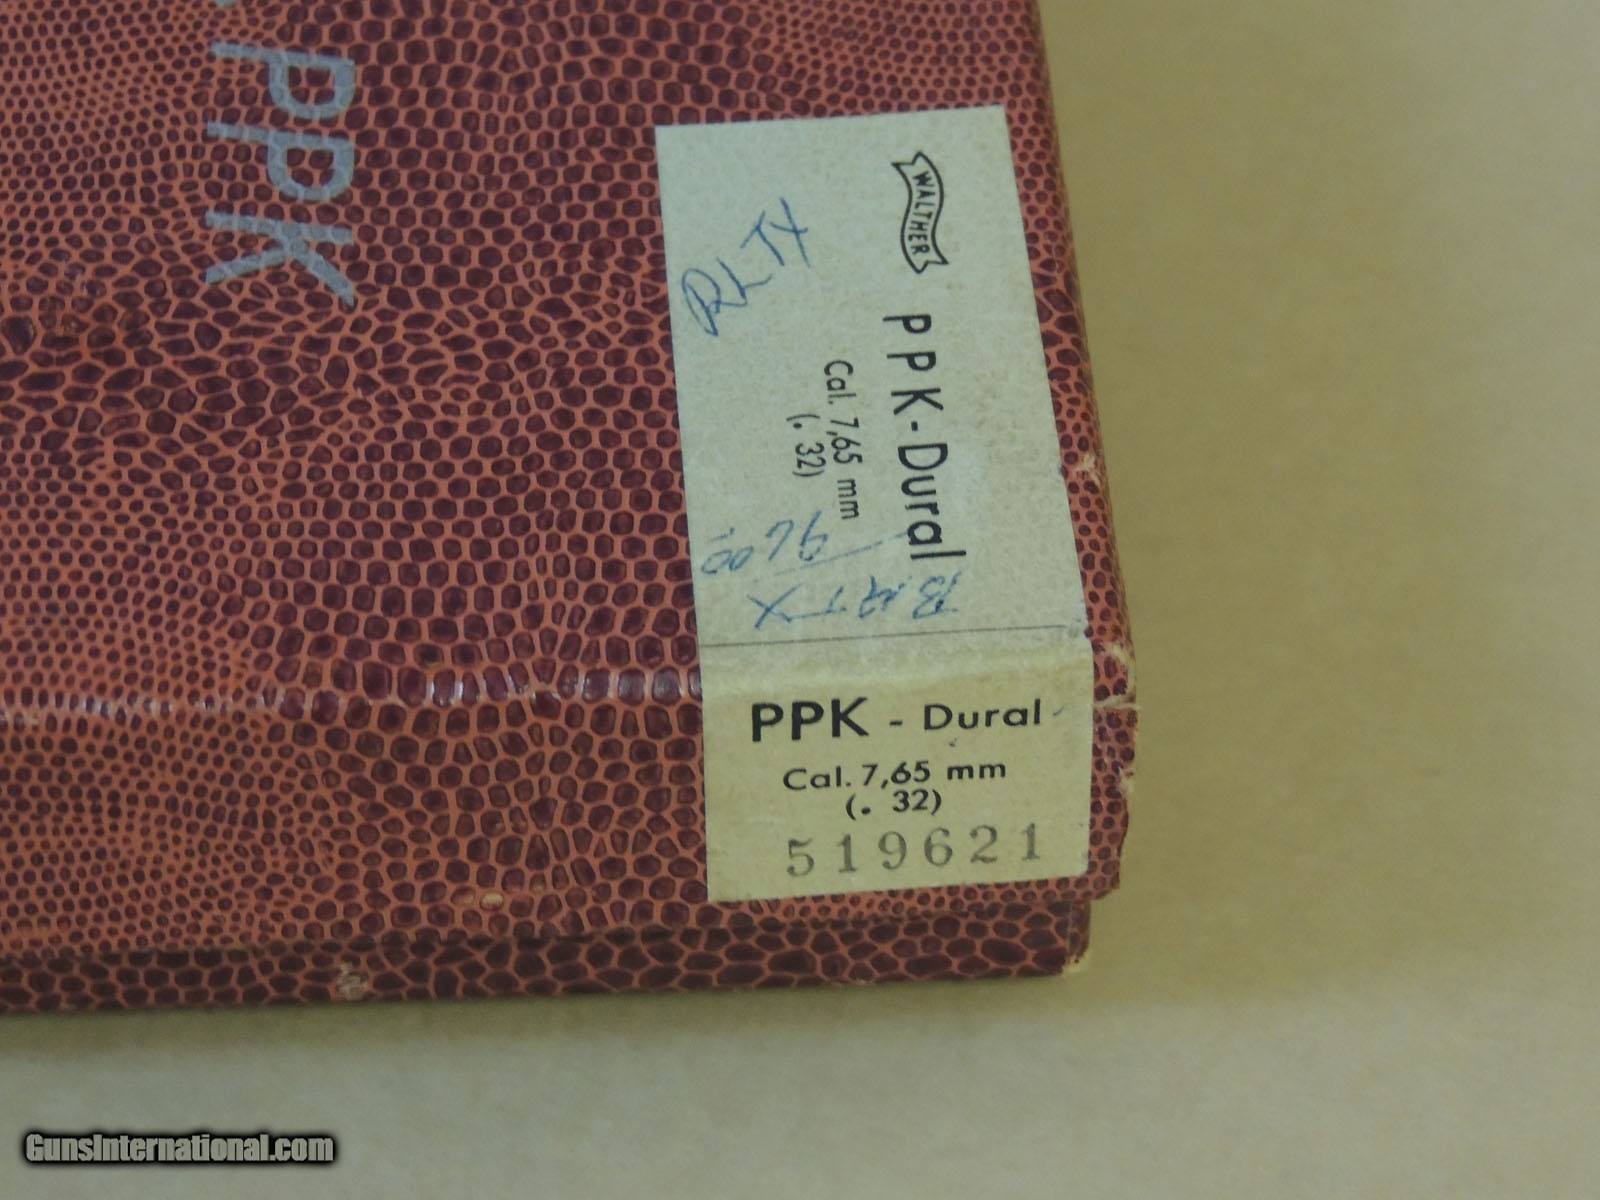 PPK
WALTHER
PPK-Dural
Cal. 7,65 mm
(. 32)
PPK - Dural
Cal. 7,65 mm
(. 32)
519621
GunsInternational.com